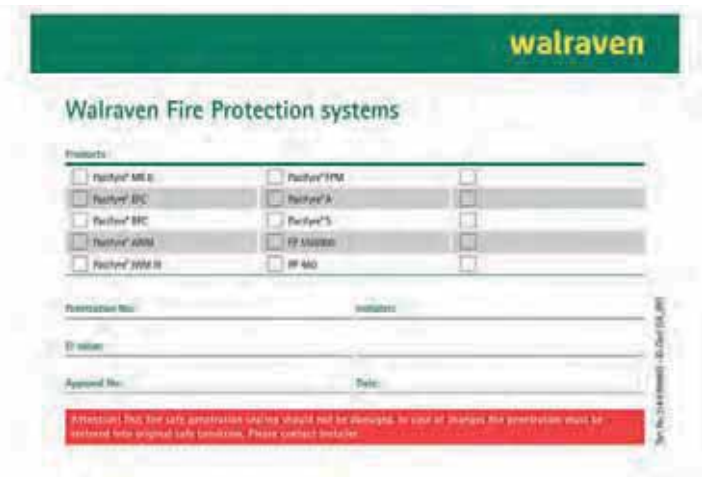 walraven
Walraven Fire Protection systems
Products:
Pacifyre® MK II Pacifyre® FPM
Pacifyre® EFC Pacifyre® A
Pacifyre® BFC Pacifyre® S
Pacifyre® AWM FP
Pacifyre® IWM III FP 460
Penetration No.: Installer:
EI value:
Approval No.: Date:
Attention! This fire safe penetration sealing should not be damaged. In case of changes the penetration must be
restored into original safe condition. Please contact installer.